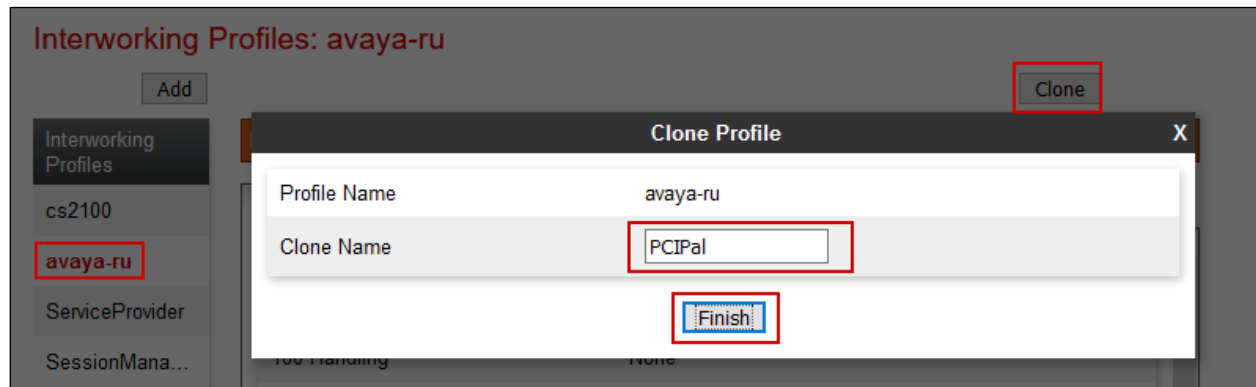 Interworking Profiles: avaya-ru
Add
Clone
Interworking
Profiles
cs2100
avaya-ru
ServiceProvider
SessionMana...
Clone Profile X
Profile Name avaya-ru
Clone Name PCIPal
Finish
Handling None